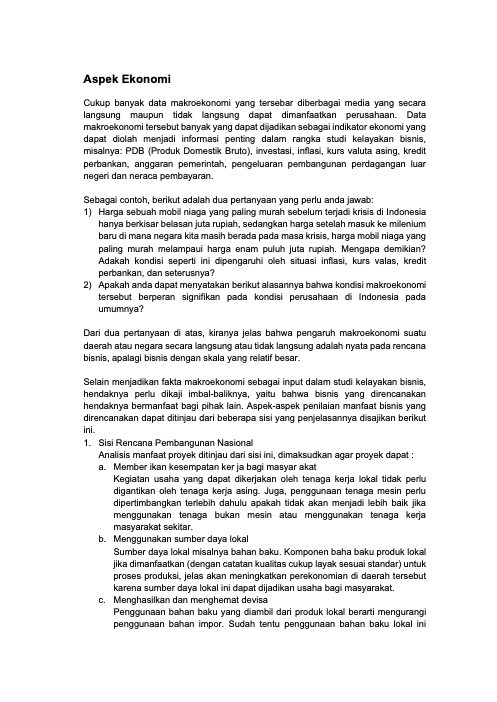 Aspek Ekonomi
Cukup banyak data makroekonomi yang tersebar diberbagai media yang secara
langsung maupun tidak langsung dapat dimanfaatkan perusahaan. Data
makroekonomi tersebut banyak yang dapat dijadikan sebagai indikator ekonomi yang
dapat diolah menjadi informasi penting dalam rangka studi kelayakan bisnis,
misalnya: PDB (Produk Domestik Bruto), investasi, inflasi, kurs valuta asing, kredit
perbankan, anggaran pemerintah, pengeluaran pembangunan perdagangan luar
negeri dan neraca pembayaran.
Sebagai contoh, berikut adalah dua pertanyaan yang perlu anda jawab:
1) Harga sebuah mobil niaga yang paling murah sebelum terjadi krisis di Indonesia
hanya berkisar belasan juta rupiah, sedangkan harga setelah masuk ke milenium
baru di mana negara kita masih berada pada masa krisis, harga mobil niaga yang
paling murah melampaui harga enam puluh juta rupiah. Mengapa demikian?
Adakah kondisi seperti ini dipengaruhi oleh situasi inflasi, kurs valas, kredit
perbankan, dan seterusnya?
2) Apakah anda dapat menyatakan berikut alasannya bahwa kondisi makroekonomi
tersebut berperan signifikan pada kondisi perusahaan di Indonesia pada
umumnya?
Dari dua pertanyaan di atas, kiranya jelas bahwa pengaruh makroekonomi suatu
daerah atau negara secara langsung atau tidak langsung adalah nyata pada rencana
bisnis, apalagi bisnis dengan skala yang relatif besar.
Selain menjadikan fakta makroekonomi sebagai input dalam studi kelayakan bisnis,
hendaknya perlu dikaji imbal-baliknya, yaitu bahwa bisnis yang direncanakan
hendaknya bermanfaat bagi pihak lain. Aspek-aspek penilaian manfaat bisnis yang
direncanakan dapat ditinjau dari beberapa sisi yang penjelasannya disajikan berikut
ini.
1. Sisi Rencana Pembangunan Nasional
Analisis manfaat proyek ditinjau dari sisi ini, dimaksudkan agar proyek dapat :
a. Member ikan kesempatan ker ja bagi masyar akat
Kegiatan usaha yang dapat dikerjakan oleh tenaga kerja lokal tidak perlu
digantikan oleh tenaga kerja asing. Juga, penggunaan tenaga mesin perlu
dipertimbangkan terlebih dahulu apakah tidak akan menjadi lebih baik jika
menggunakan tenaga bukan mesin atau menggunakan tenaga kerja
masyarakat sekitar.
b. Menggunakan sumber daya lokal
Sumber daya lokal misalnya bahan baku. Komponen baha baku produk lokal
jika dimanfaatkan (dengan catatan kualitas cukup layak sesuai standar) untuk
proses produksi, jelas akan meningkatkan perekonomian di daerah tersebut
karena sumber daya lokal ini dapat dijadikan usaha bagi masyarakat.
c. Menghasilkan dan menghemat devisa
Penggunaan bahan baku yang diambil dari produk lokal berarti mengurangi
penggunaan bahan impor. Sudah tentu penggunaan bahan baku lokal ini